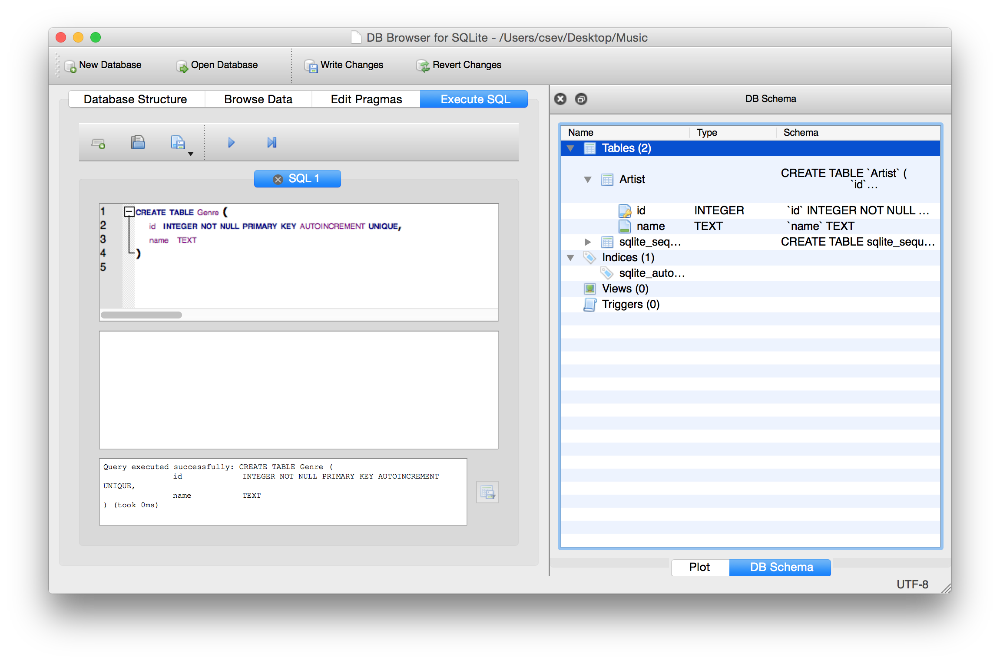 DB Browser for SQLite - /Users/csev/Desktop/Music
New Database
Open Database
Write Changes
Revert Changes
Database Structure
Browse Data
Edit Pragmas
Execute SQL
SQL 1
1 CREATE TABLE Genre (
2 id INTEGER NOT NULL PRIMARY KEY AUTOINCREMENT UNIQUE,
3 name TEXT
4 )
5
Query executed successfully: CREATE TABLE Genre (
id INTEGER NOT NULL PRIMARY KEY AUTOINCREMENT
UNIQUE,
name TEXT
) (took 0ms)
DB Schema
Name Type Schema
Tables (2)
Artist CREATE TABLE `Artist` (
`id`...
id INTEGER `id` INTEGER NOT NULL ...
name TEXT `name` TEXT
sqlite_seq... CREATE TABLE sqlite_sequ...
Indices (1)
sqlite_auto...
Views (0)
Triggers (0)
Plot
DB Schema
UTF-8